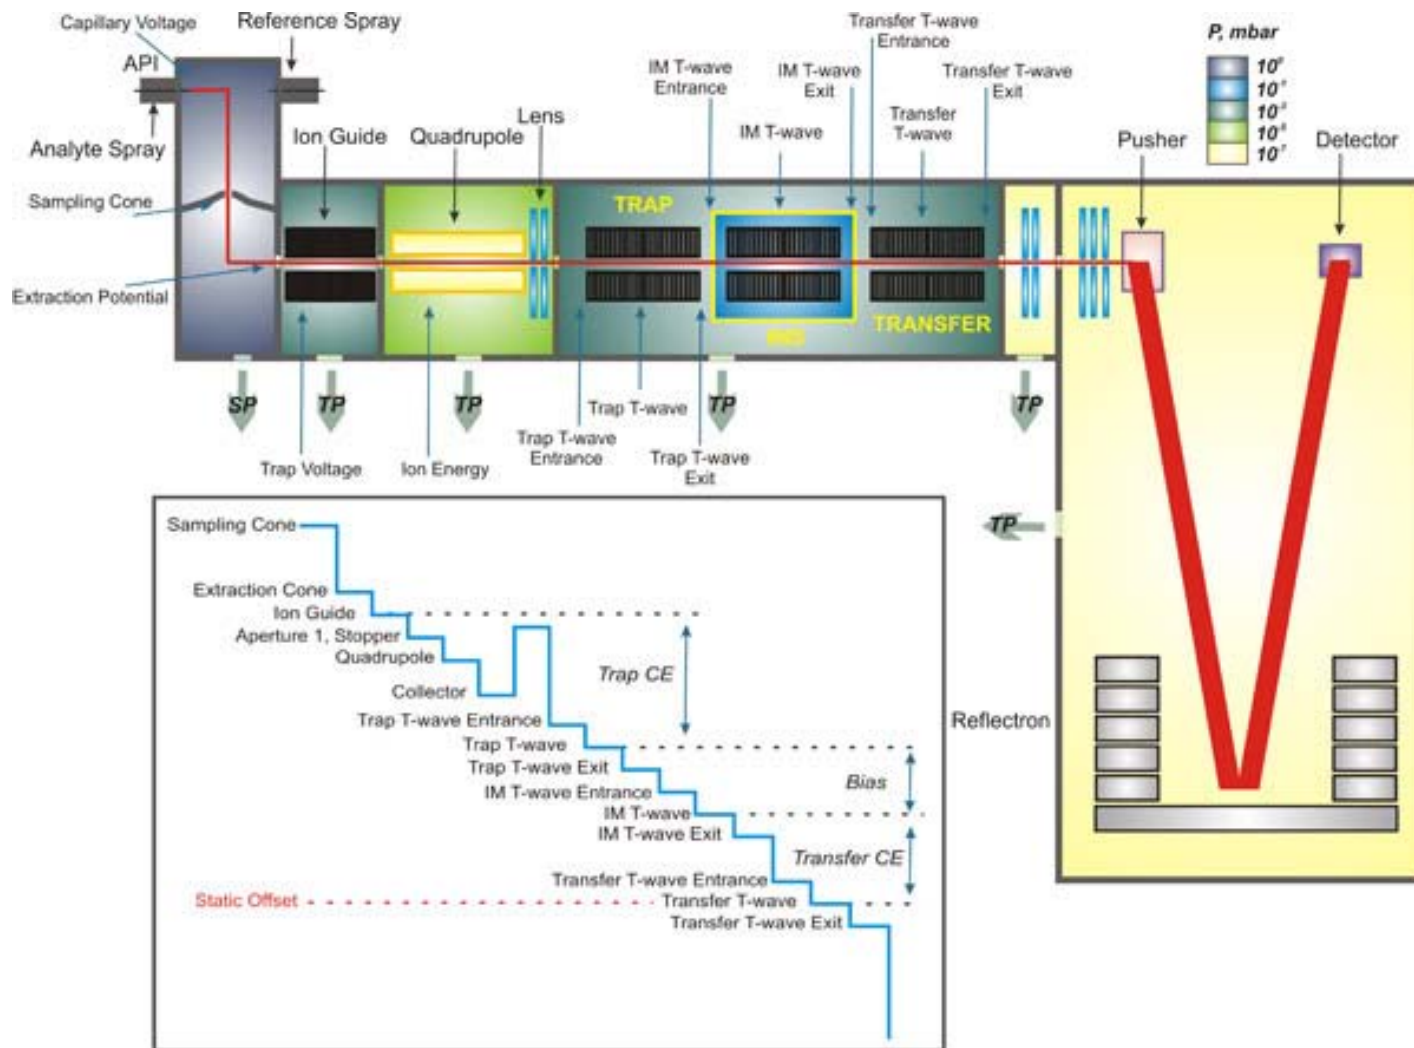 Capillary Voltage
Reference Spray
API
Analyte Spray
Sampling Cone
Extraction Potential
Ion Guide
Quadrupole
Lens
IM T-wave
Entrance
IM T-wave
Exit
IM T-wave
Transfer T-wave
Entrance
Transfer
T-wave
Transfer T-wave
Exit
P, mbar
Pusher
Detector
TRAP
IMS
TRANSFER
SP
TP
TP
TP
TP
Trap Voltage
Ion Energy
Trap T-wave
Entrance
Trap T-wave
Trap T-wave
Exit
TP
Sampling Cone
Extraction Cone
Ion Guide
Aperture 1, Stopper
Quadrupole
Collector
Trap T-wave Entrance
Trap T-wave
Trap T-wave Exit
IM T-wave Entrance
IM T-wave
IM T-wave Exit
Transfer T-wave Entrance
Static Offset
Transfer T-wave
Transfer T-wave Exit
Trap CE
Bias
Transfer CE
Reflectron